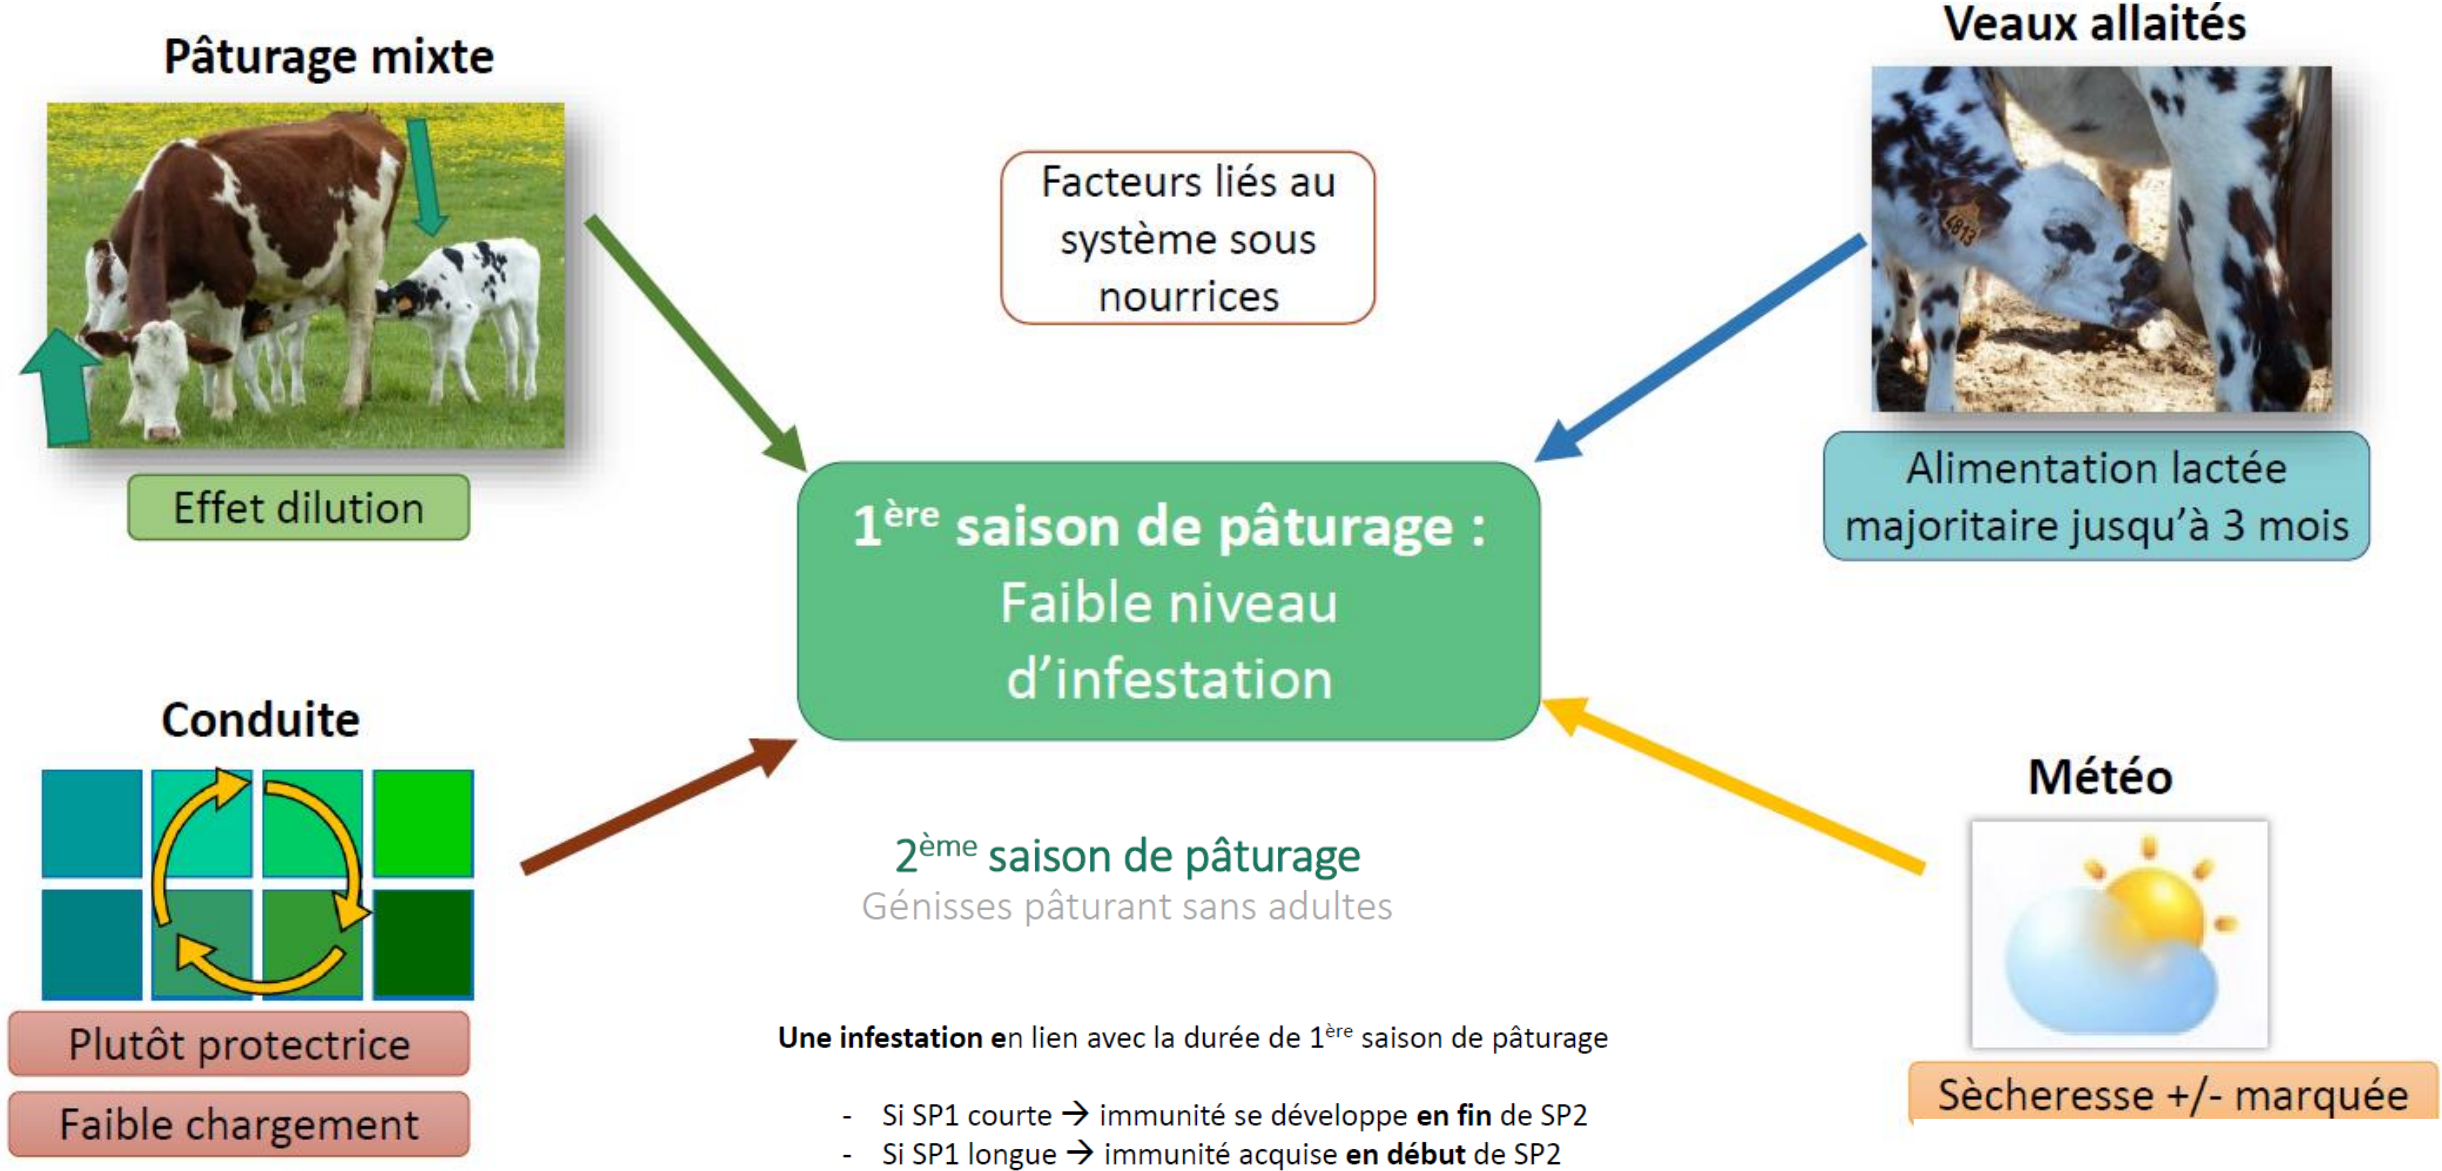 Pâturage mixte
Effet dilution
Facteurs liés au
système sous
nourrices
Veaux allaités
4813
Alimentation lactée
majoritaire jusqu'à 3 mois
1ère saison de pâturage :
Faible niveau
d'infestation
Conduite
Plutôt protectrice
Faible chargement
2ème saison de pâturage
Génisses pâturant sans adultes
Une infestation en lien avec la durée de 1ère saison de pâturage
- Si SP1 courte → immunité se développe en fin de SP2
- Si SP1 longue → immunité acquise en début de SP2
Météo
Sècheresse +/- marquée